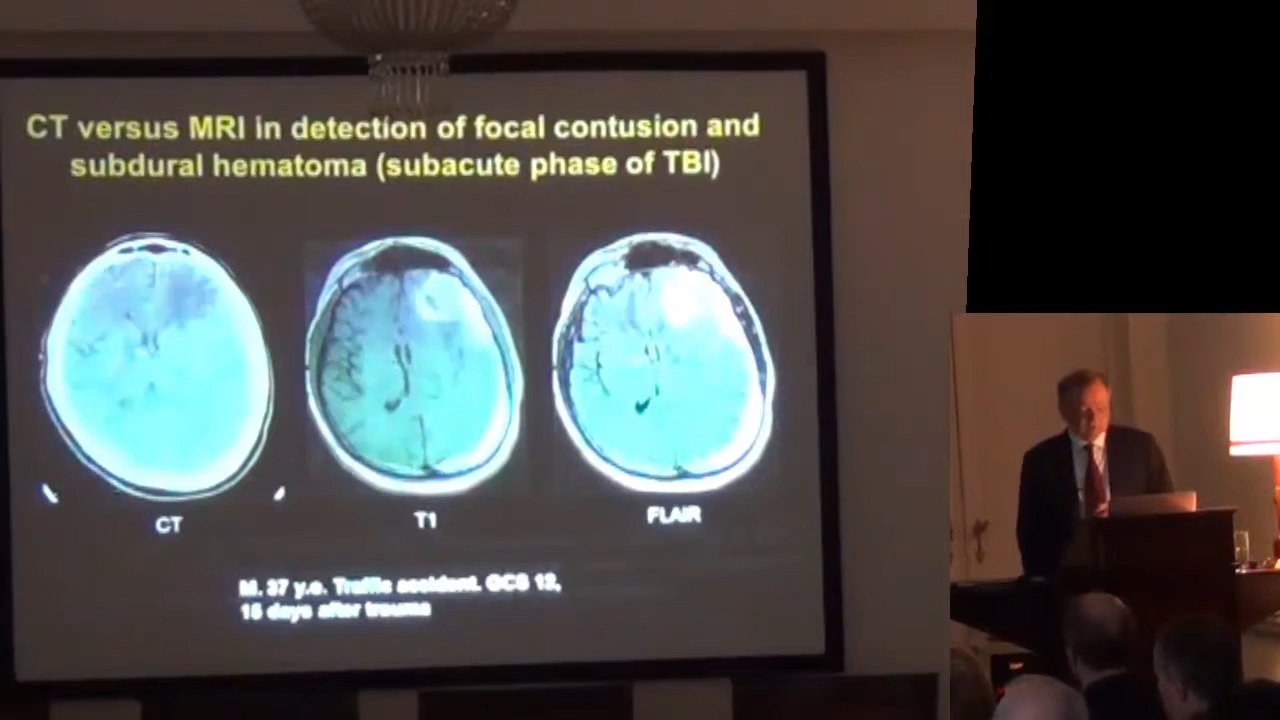 CT versus MRI in detection of focal contusion and
subdural hematoma (subacute phase of TBI)
CT
T1
FLAIR
M. 37 y.o. Traffic accident. GCS 12,
15 days after trauma